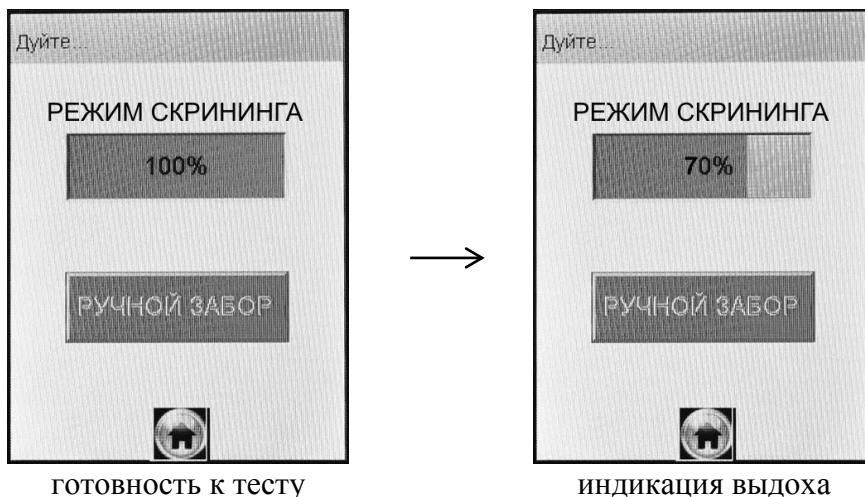 Дуйте...
РЕЖИМ СКРИНИНГА
100%
РУЧНОЙ ЗАБОР
готовность к тесту
Дуйте...
РЕЖИМ СКРИНИНГА
70%
РУЧНОЙ ЗАБОР
индикация выдоха